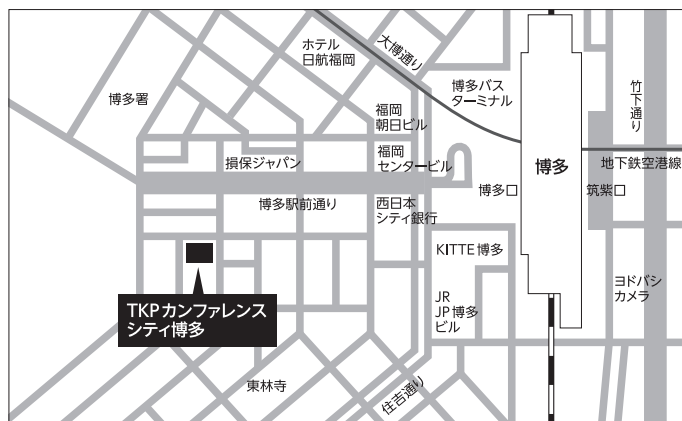 ホテル
日航福岡
大博通り
博多署
博多バス
ターミナル
竹下通り
福岡
朝日ビル
損保ジャパン
福岡
センタービル
博多
地下鉄空港線
博多口
筑紫口
博多駅前通り
西日本
シティ銀行
KITTE博多
TKPカンファレンス
シティ博多
JR
JP博多
ビル
ヨドバシ
カメラ
東林寺
住吉通り